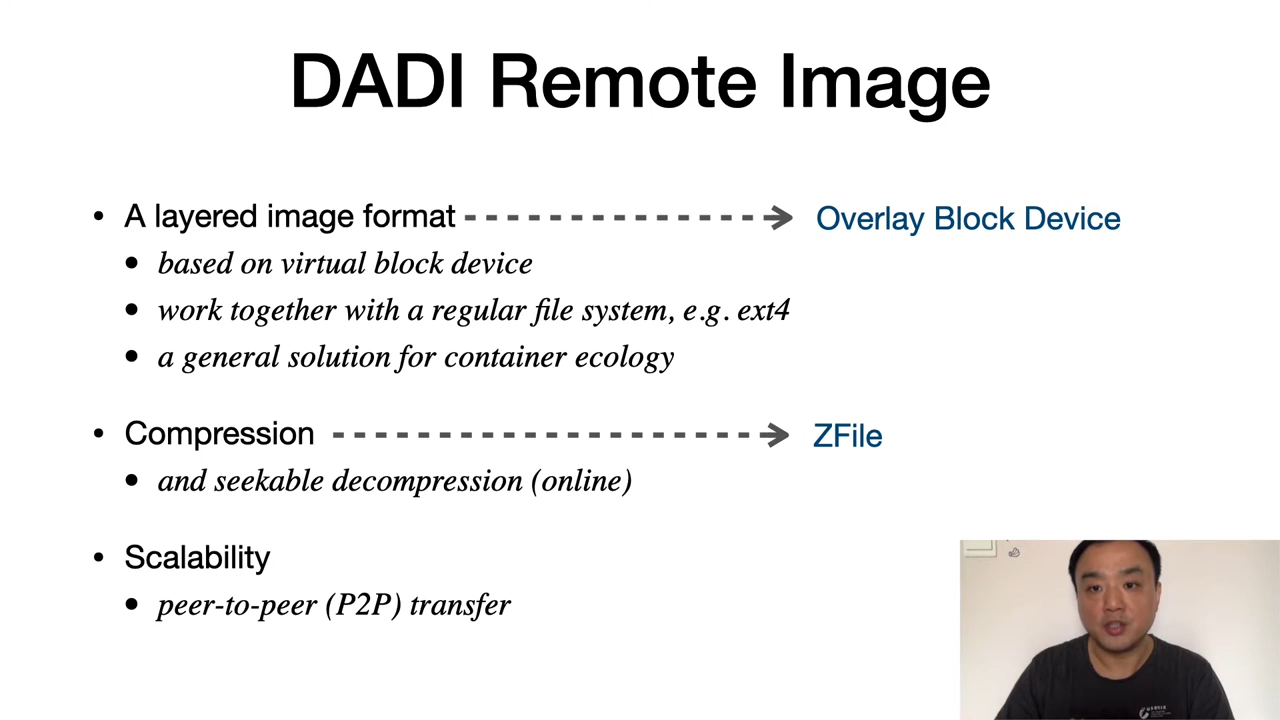 DADI Remote Image
• A layered image format Overlay Block Device
• based on virtual block device
• work together with a regular file system, e.g. ext4
• a general solution for container ecology
• Compression ZFile
• and seekable decompression (online)
• Scalability
• peer-to-peer (P2P) transfer